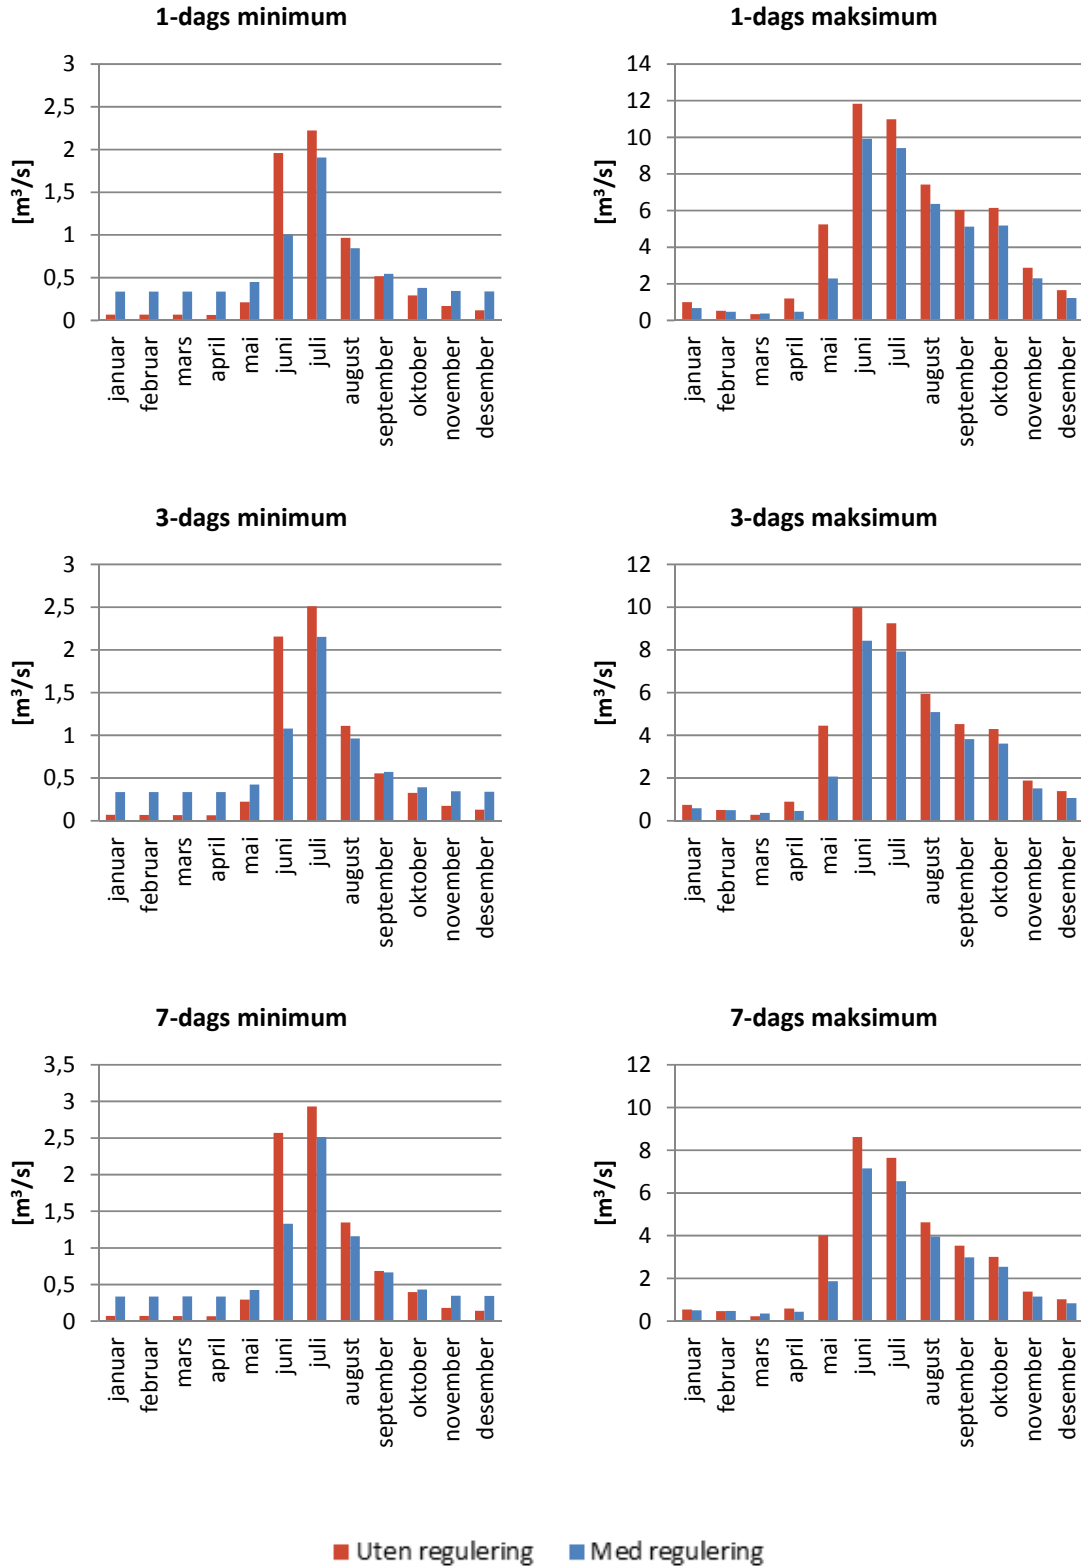 1-dags minimum
[m³/s]
3
2,5
2
1,5
1
0,5
0
januar
februar
mars
april
mai
juni
juli
august
september
oktober
november
desember
1-dags maksimum
[m³/s]
14
12
10
8
6
4
2
0
januar
februar
mars
april
mai
juni
juli
august
september
oktober
november
desember
3-dags minimum
[m³/s]
3
2,5
2
1,5
1
0,5
0
januar
februar
mars
april
mai
juni
juli
august
september
oktober
november
desember
3-dags maksimum
[m³/s]
12
10
8
6
4
2
0
januar
februar
mars
april
mai
juni
juli
august
september
oktober
november
desember
7-dags minimum
[m³/s]
3,5
3
2,5
2
1,5
1
0,5
0
januar
februar
mars
april
mai
juni
juli
august
september
oktober
november
desember
7-dags maksimum
[m³/s]
12
10
8
6
4
2
0
januar
februar
mars
april
mai
juni
juli
august
september
oktober
november
desember
Uten regulering
Med regulering